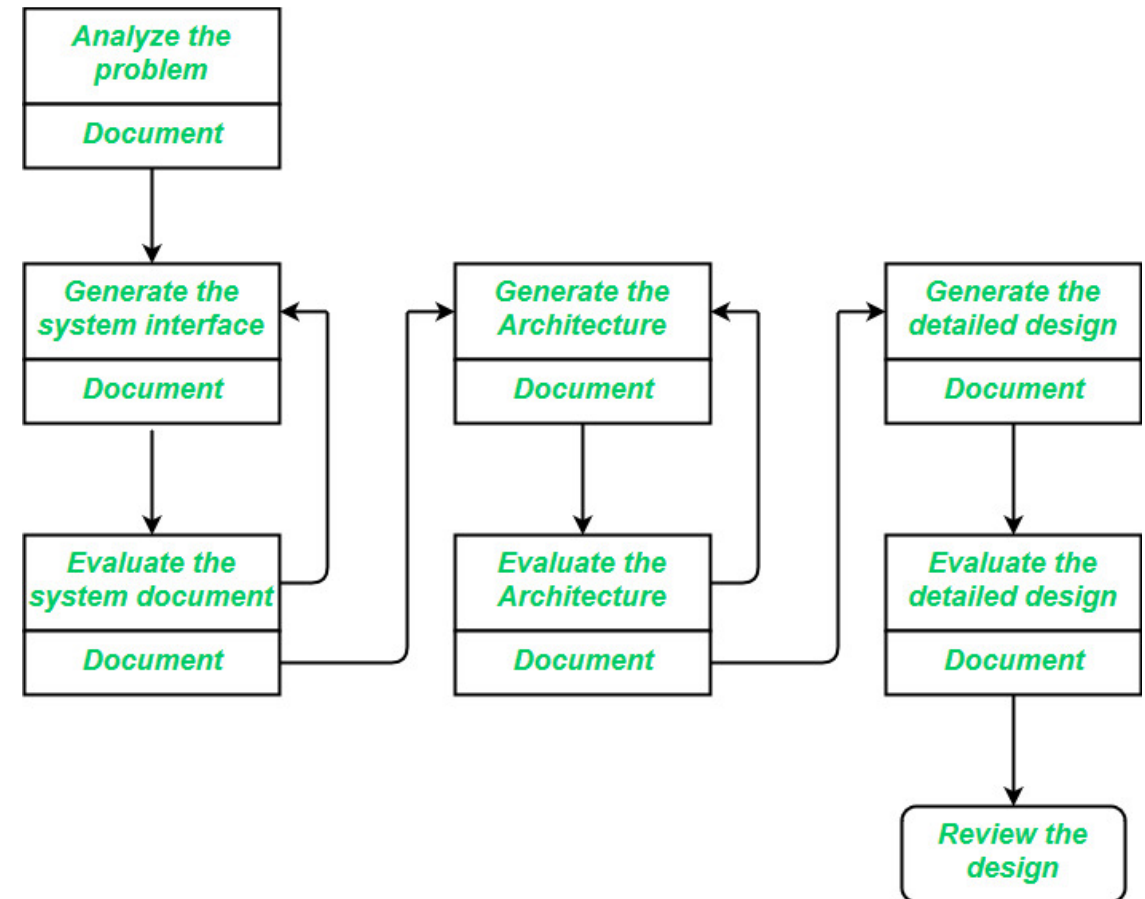 Analyze the
problem
Document
Generate the
system interface
Document
Evaluate the
system document
Document
Generate the
Architecture
Document
Evaluate the
Architecture
Document
Generate the
detailed design
Document
Evaluate the
detailed design
Document
Review the
design